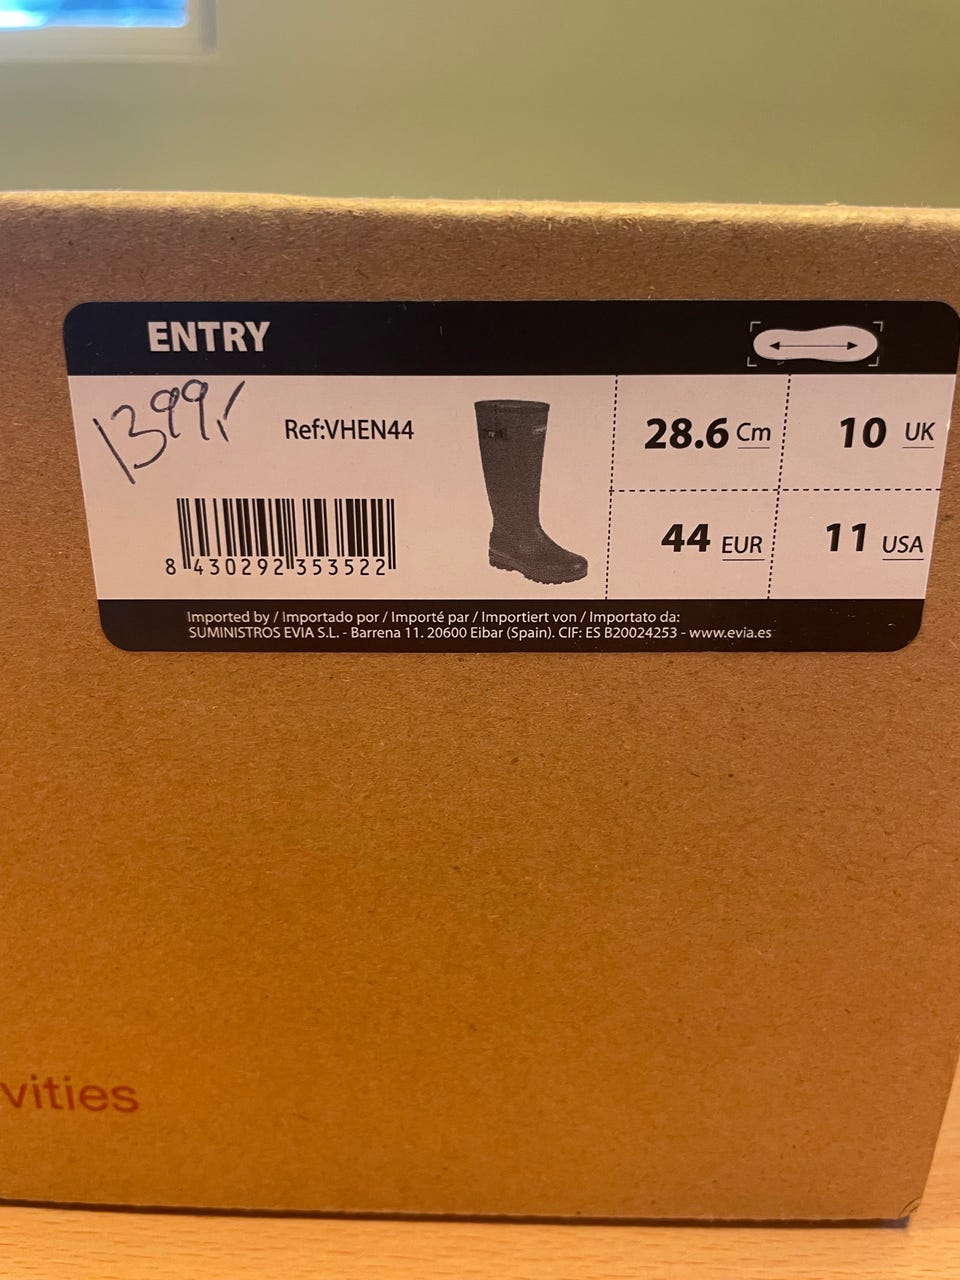 ENTRY
1399,-
Ref:VHEN44
28.6 Cm
10 UK
8 430292 353522
44 EUR
11 USA
Imported by / Importado por / Importé par / Importiert von / Importato da:
SUMINISTROS EVIA S.L. - Barrena 11. 20600 Eibar (Spain). CIF: ES B20024253 - www.evia.es
vities